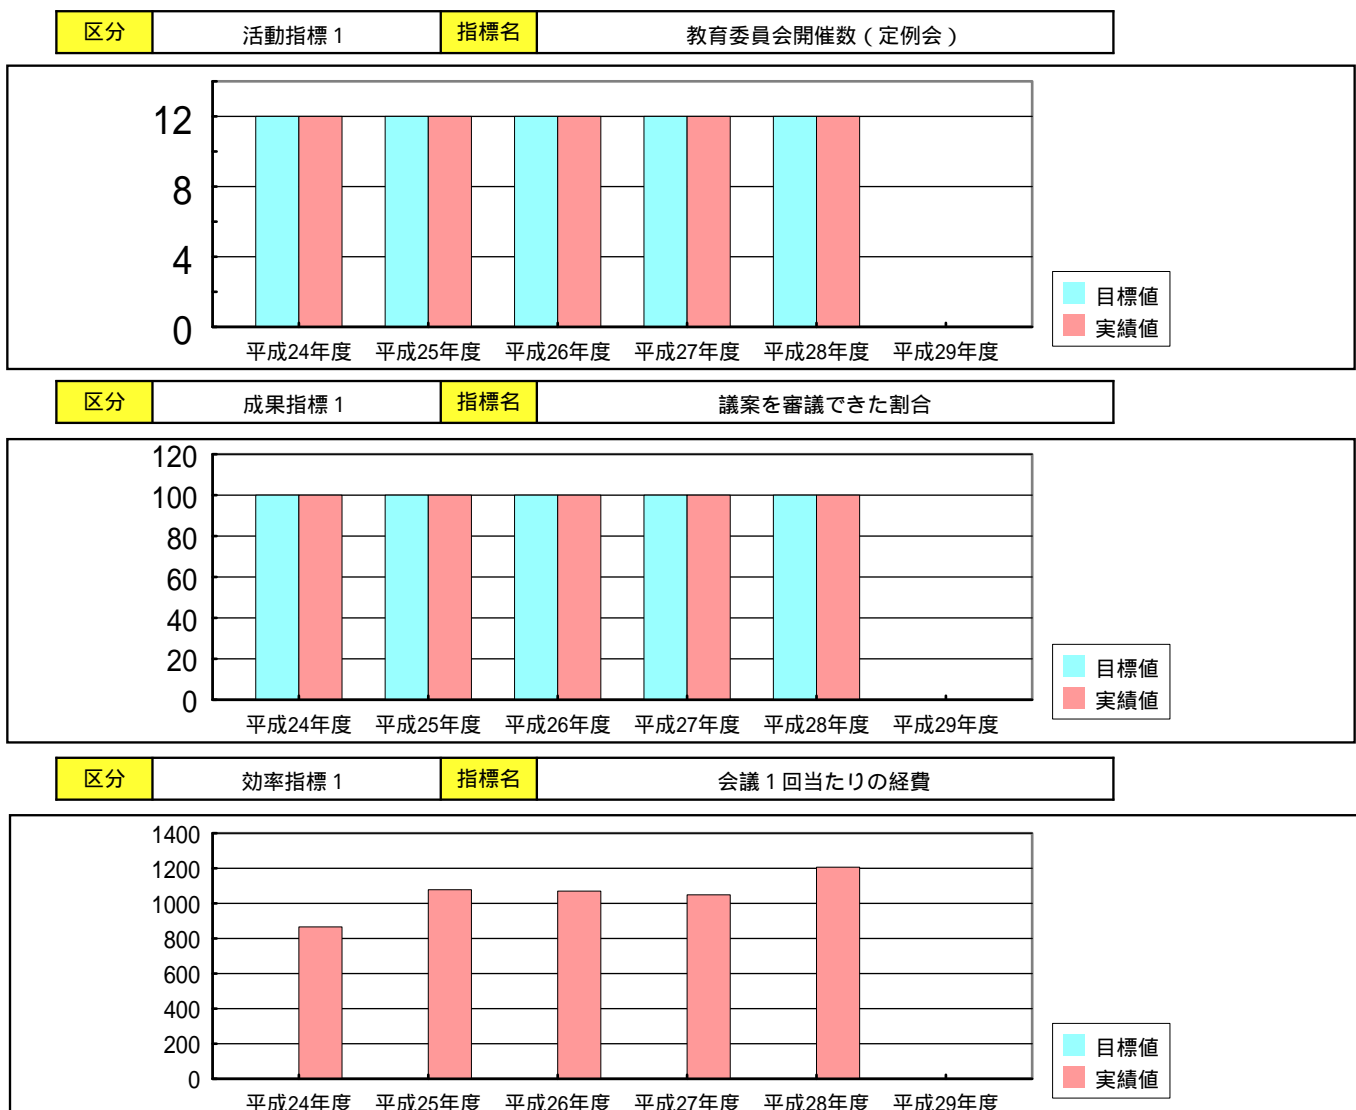 区分 活動指標1 指標名 教育委員会開催数(定例会)
12
8
4
0
平成24年度 平成25年度 平成26年度 平成27年度 平成28年度 平成29年度
目標値
実績値
区分 成果指標1 指標名 議案を審議できた割合
120
100
80
60
40
20
0
平成24年度 平成25年度 平成26年度 平成27年度 平成28年度 平成29年度
目標値
実績値
区分 効率指標1 指標名 会議1回当たりの経費
1400
1200
1000
800
600
400
200
0
平成24年度 平成25年度 平成26年度 平成27年度 平成28年度 平成29年度
目標値
実績値